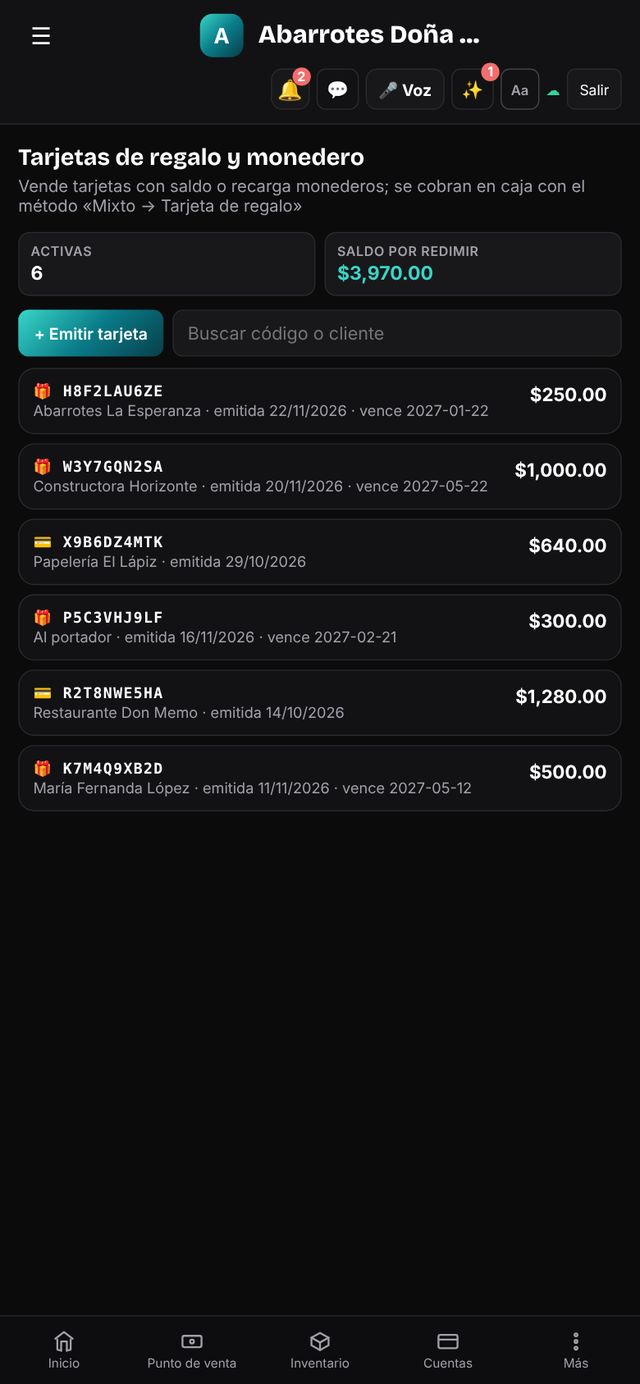 ☰ A Abarrotes Doña ...
🔔 2 💬 🎤 Voz ✨ 1 Aa ☁ Salir
Tarjetas de regalo y monedero
Vende tarjetas con saldo o recarga monederos; se cobran en caja con el
método «Mixto → Tarjeta de regalo»
ACTIVAS
6
SALDO POR REDIMIR
$3,970.00
+ Emitir tarjeta
Buscar código o cliente
🎁 H8F2LAU6ZE
$250.00
Abarrotes La Esperanza · emitida 22/11/2026 · vence 2027-01-22
🎁 W3Y7GQN2SA
$1,000.00
Constructora Horizonte · emitida 20/11/2026 · vence 2027-05-22
💳 X9B6DZ4MTK
$640.00
Papelería El Lápiz · emitida 29/10/2026
🎁 P5C3VHJ9LF
$300.00
Al portador · emitida 16/11/2026 · vence 2027-02-21
💳 R2T8NWE5HA
$1,280.00
Restaurante Don Memo · emitida 14/10/2026
🎁 K7M4Q9XB2D
$500.00
María Fernanda López · emitida 11/11/2026 · vence 2027-05-12
Inicio
Punto de venta
Inventario
Cuentas
Más